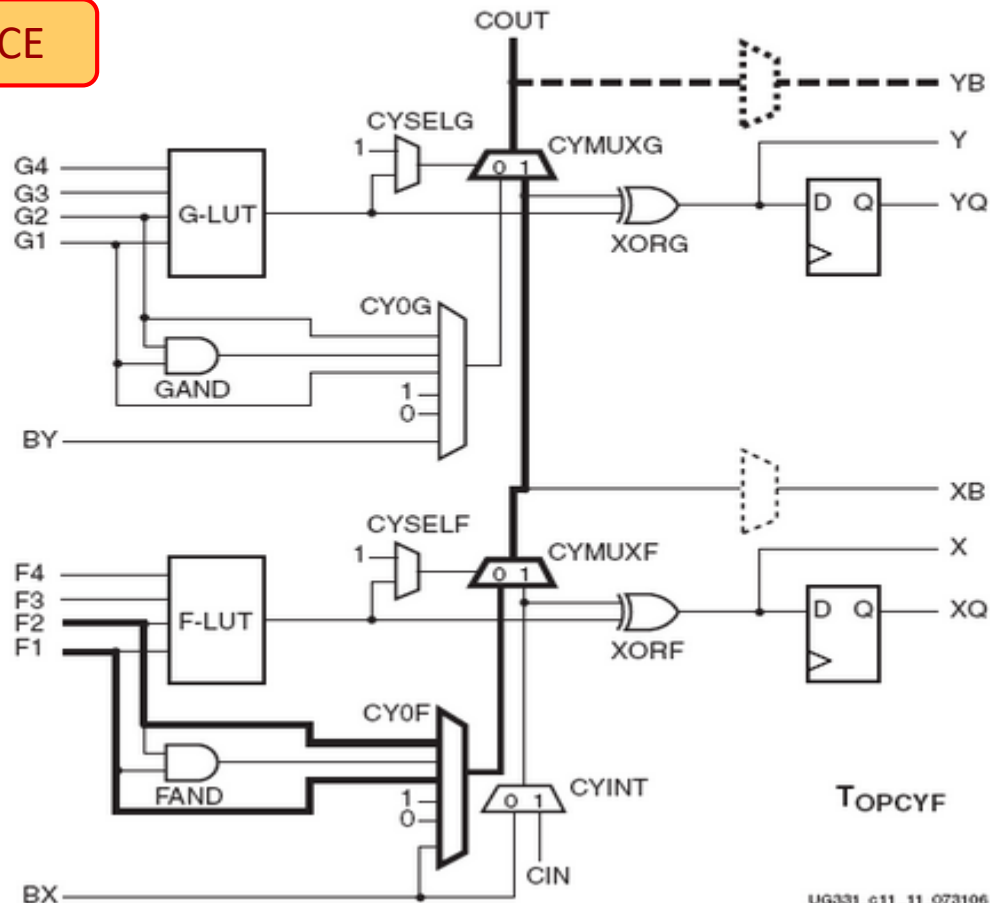 CE
COUT
YB
CYSELG
1
CYMUXG
0 1
Y
G4
G3
G2
G1
G-LUT
D Q
YQ
XORG
CY0G
GAND
1
0
BY
XB
CYSELF
1
CYMUXF
0 1
X
F4
F3
F2
F1
F-LUT
D Q
XQ
XORF
CY0F
FAND
1
0
CYINT
0 1
TOPCYF
CIN
BX
UG331_c11_11_073106